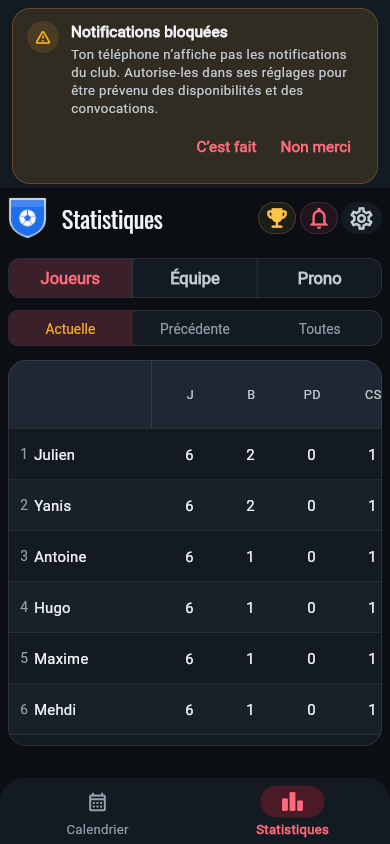 Notifications bloquées
Ton téléphone n’affiche pas les notifications
du club. Autorise-les dans ses réglages pour
être prévenu des disponibilités et des
convocations.
C’est fait Non merci
Statistiques
Joueurs Équipe Prono
Actuelle Précédente Toutes
J B PD CS
1 Julien 6 2 0 1
2 Yanis 6 2 0 1
3 Antoine 6 1 0 1
4 Hugo 6 1 0 1
5 Maxime 6 1 0 1
6 Mehdi 6 1 0 1
Calendrier Statistiques